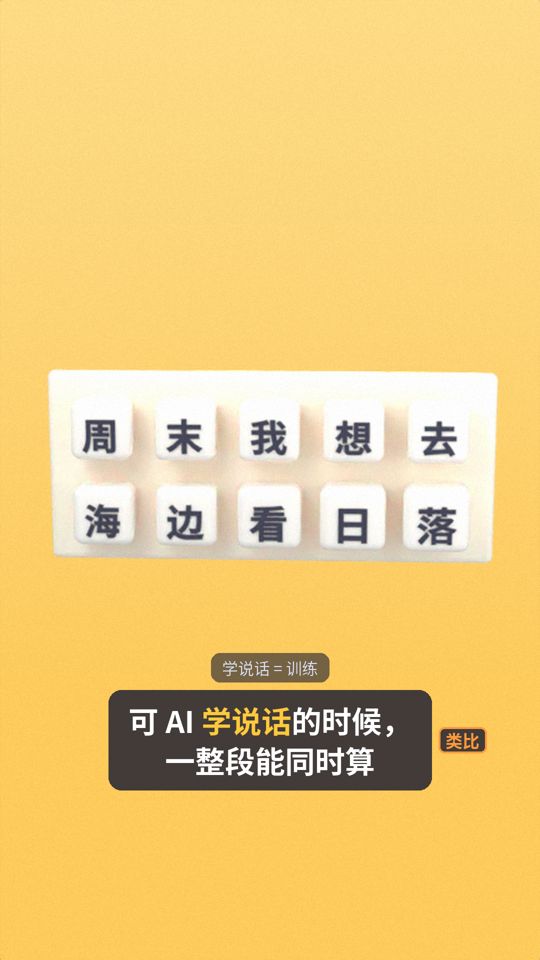 周末我想去
海边看日落
学说话 = 训练
可 AI 学说话的时候，
一整段能同时算
类比